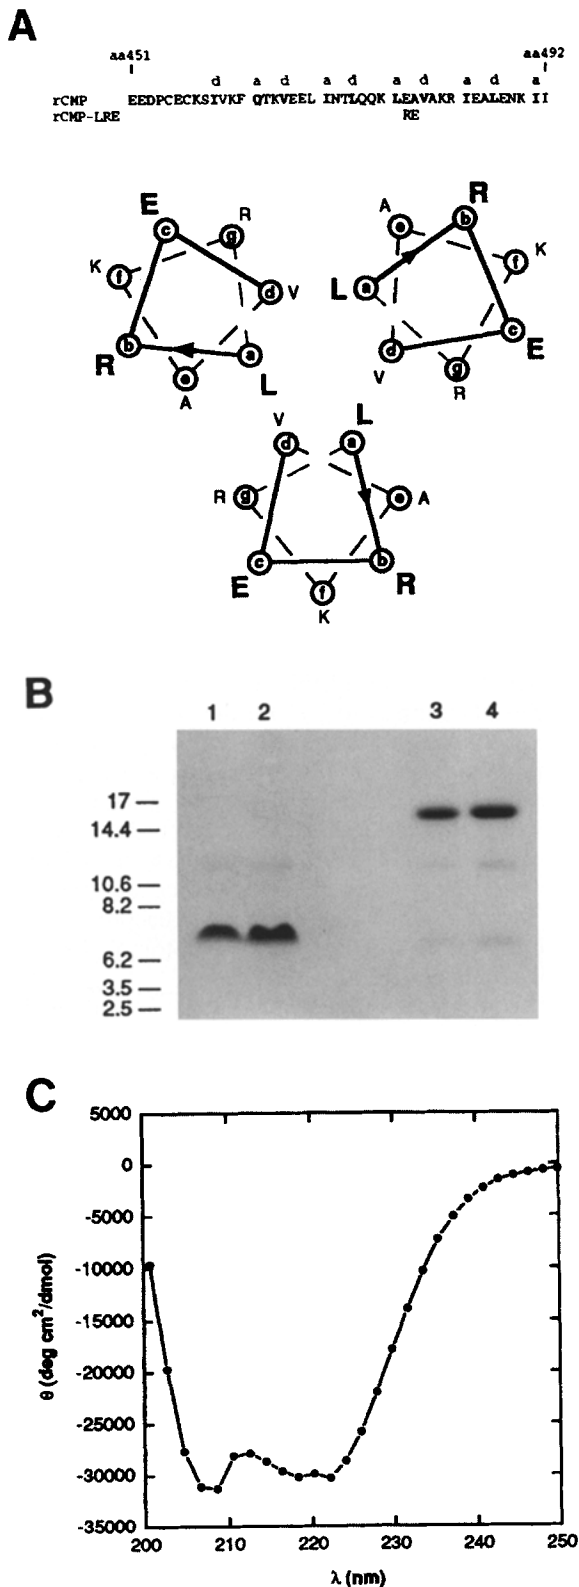 A
aa451 aa492
d a d a d a d a d a
rCMP EEDPCECKSIVKF QTKVEEL INTLQQK LEAVAKR IEALENK II
rCMP-LRE RE
E R
c g
K f d V
b a
R e L
A
A R
e b
L a f K
d c E
V g
R
V L
d a
R g e A
c b
E f R
K
B
1 2 3 4
17
14.4
10.6
8.2
6.2
3.5
2.5
C
5000
0
-5000
-10000
-15000
-20000
-25000
-30000
-35000
θ (deg cm²/dmol)
200 210 220 230 240 250
λ (nm)